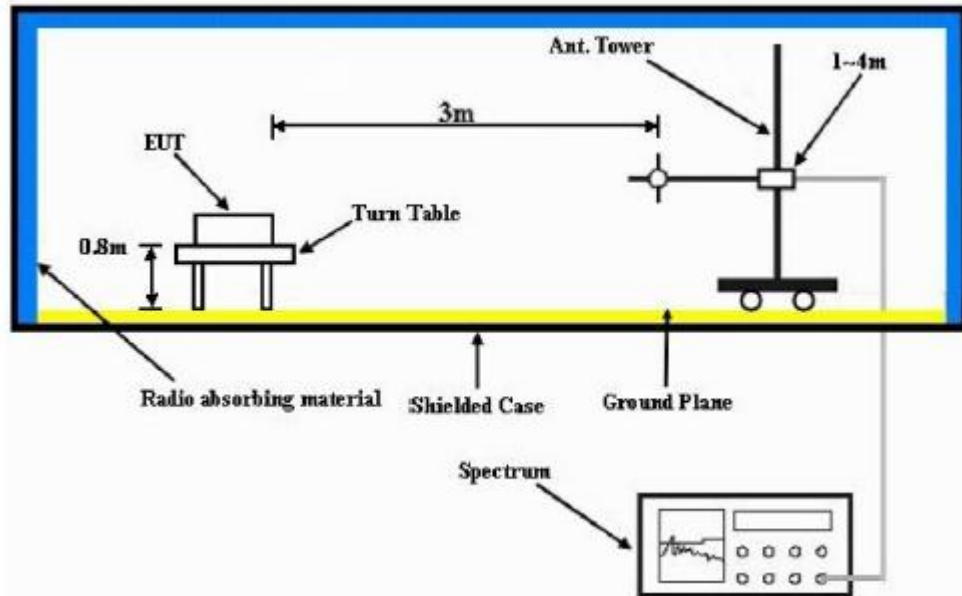 Ant. Tower
1~4m
3m
EUT
Turn Table
0.8m
Radio absorbing material
Shielded Case
Ground Plane
Spectrum